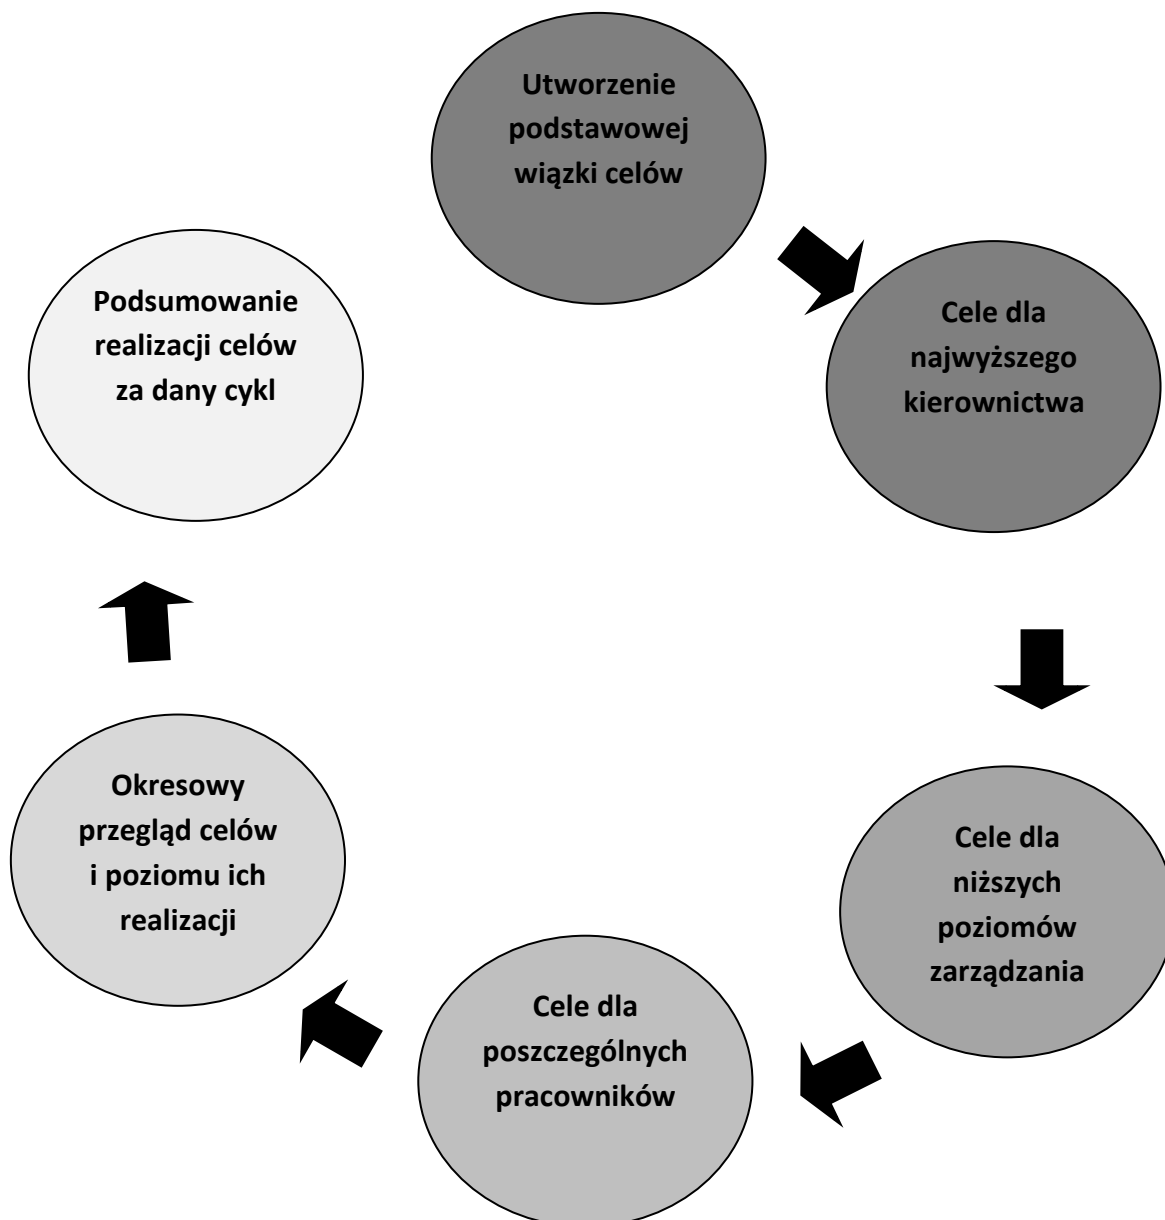 Utworzenie
podstawowej
wiązki celów
Cele dla
najwyższego
kierownictwa
Cele dla
niższych
poziomów
zarządzania
Cele dla
poszczególnych
pracowników
Okresowy
przegląd celów
i poziomu ich
realizacji
Podsumowanie
realizacji celów
za dany cykl